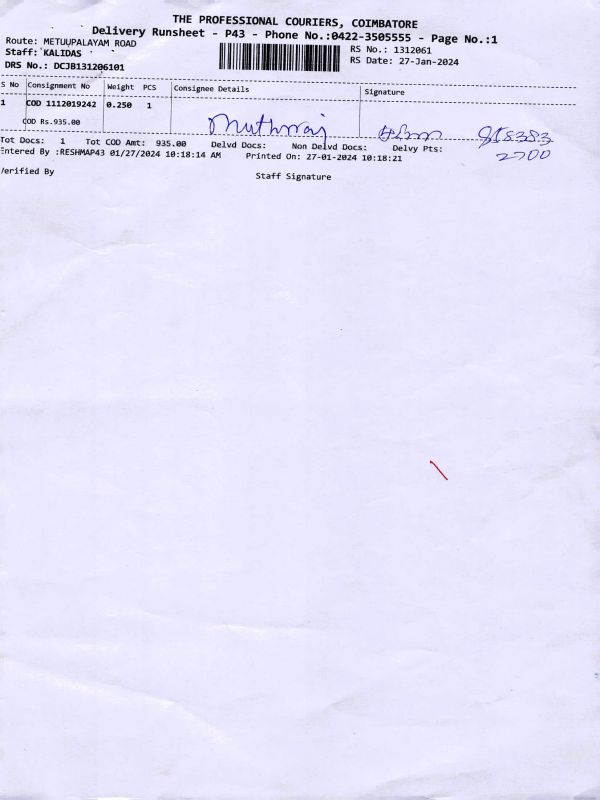 THE PROFESSIONAL COURIERS, COIMBATORE
Delivery Runsheet - P43 - Phone No.:0422-3505555 - Page No.:1
Route: METUUPALAYAM ROAD
RS No.: 1312061
Staff: KALIDAS
RS Date: 27-Jan-2024
DRS No.: DCJB131206101
S No Consignment No Weight PCS Consignee Details Signature
1 COD 1112019242 0.250 1
COD Rs.935.00 Muthuraj
2700
Tot Docs: 1 Tot COD Amt: 935.00 Delvd Docs: Non Delvd Docs: Delvy Pts:
Entered By :RESHMAP43 01/27/2024 10:18:14 AM Printed On: 27-01-2024 10:18:21
Verified By Staff Signature